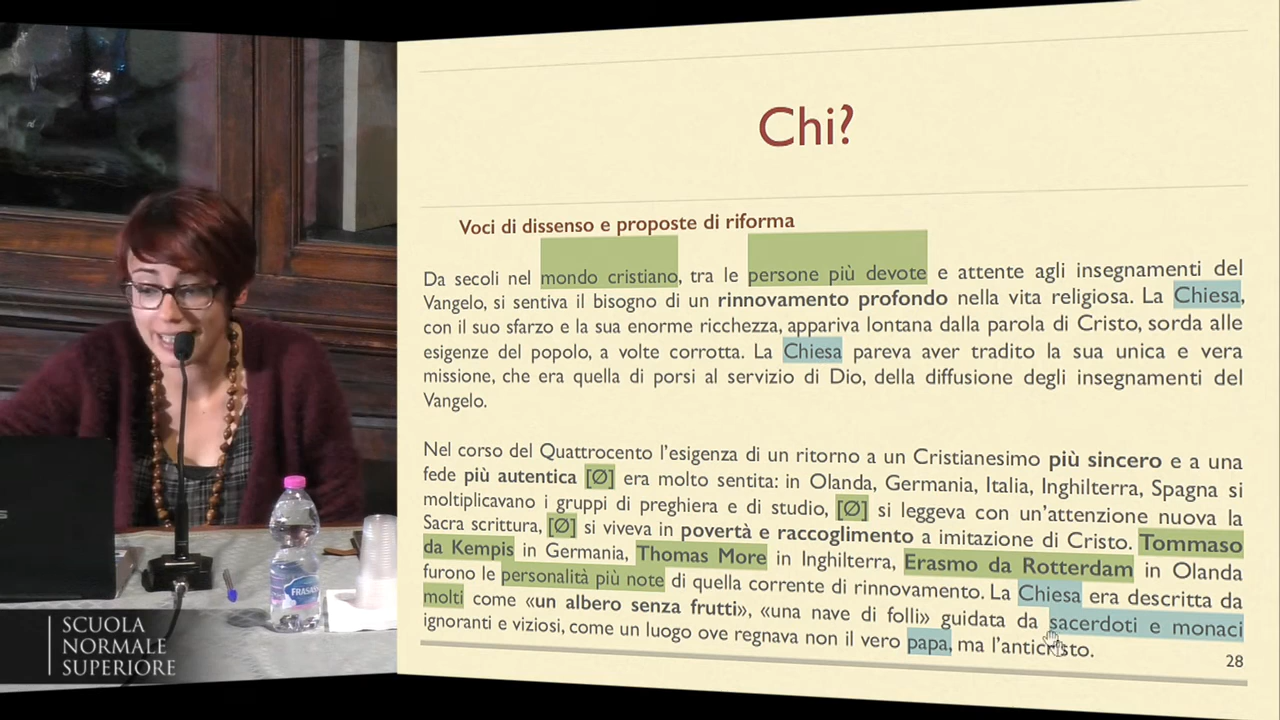 Chi?
Voci di dissenso e proposte di riforma
Da secoli nel mondo cristiano, tra le persone più devote e attente agli insegnamenti del
Vangelo, si sentiva il bisogno di un rinnovamento profondo nella vita religiosa. La Chiesa,
con il suo sfarzo e la sua enorme ricchezza, appariva lontana dalla parola di Cristo, sorda alle
esigenze del popolo, a volte corrotta. La Chiesa pareva aver tradito la sua unica e vera
missione, che era quella di porsi al servizio di Dio, della diffusione degli insegnamenti del
Vangelo.
Nel corso del Quattrocento l'esigenza di un ritorno a un Cristianesimo più sincero e a una
fede più autentica [Ø] era molto sentita: in Olanda, Germania, Italia, Inghilterra, Spagna si
moltiplicavano i gruppi di preghiera e di studio, [Ø] si leggeva con un'attenzione nuova la
Sacra scrittura, [Ø] si viveva in povertà e raccoglimento a imitazione di Cristo. Tommaso
da Kempis in Germania, Thomas More in Inghilterra, Erasmo da Rotterdam in Olanda
furono le personalità più note di quella corrente di rinnovamento. La Chiesa era descritta da
molti come «un albero senza frutti», «una nave di folli» guidata da sacerdoti e monaci
ignoranti e viziosi, come un luogo ove regnava non il vero papa, ma l'anticristo.
28
SCUOLA
NORMALE
SUPERIORE